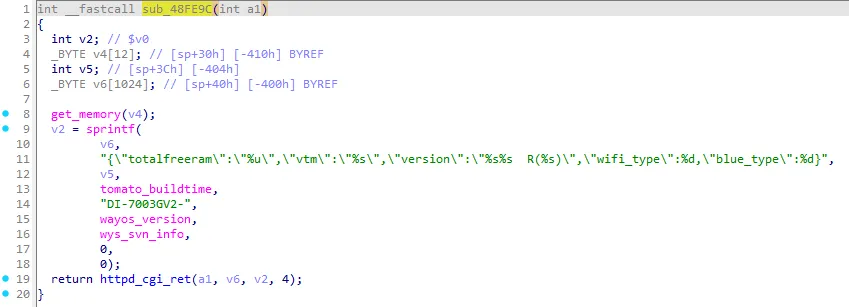 1 int __fastcall sub_48FE9C(int a1)
2 {
3 int v2; // $v0
4 _BYTE v4[12]; // [sp+30h] [-410h] BYREF
5 int v5; // [sp+3Ch] [-404h]
6 _BYTE v6[1024]; // [sp+40h] [-400h] BYREF
7
8 get_memory(v4);
9 v2 = sprintf(
10 v6,
11 "{\"totalfreeram\":\"%u\",\"vtm\":\"%s\",\"version\":\"%s%s  R(%s)\",\"wifi_type\":%d,\"blue_type\":%d}",
12 v5,
13 tomato_buildtime,
14 "DI-7003GV2-",
15 wayos_version,
16 wys_svn_info,
17 0,
18 0);
19 return httpd_cgi_ret(a1, v6, v2, 4);
20 }